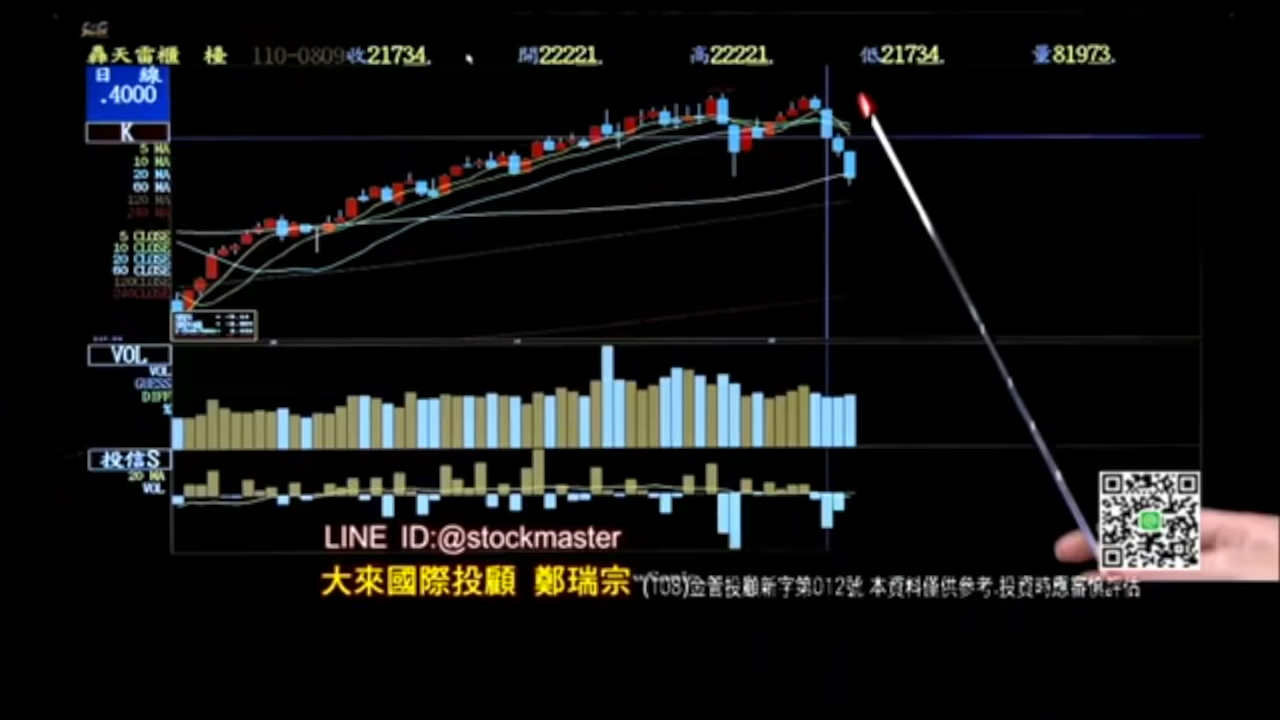 轟天雷櫃 檯 110-0809收21734. 開22221. 高22221. 低21734. 量81973.
日 線
.4000
K
5 MA
10 MA
20 MA
60 MA
120 MA
240 MA
5 CLOSE
10 CLOSE
20 CLOSE
60 CLOSE
120CLOSE
240CLOSE
VOL
VOL
GUESS
DIFF
%
投信S
20 MA
VOL
LINE ID:@stockmaster
大來國際投顧 鄭瑞宗
(108)金管投顧新字第012號 本資料僅供參考.投資時應審慎評估